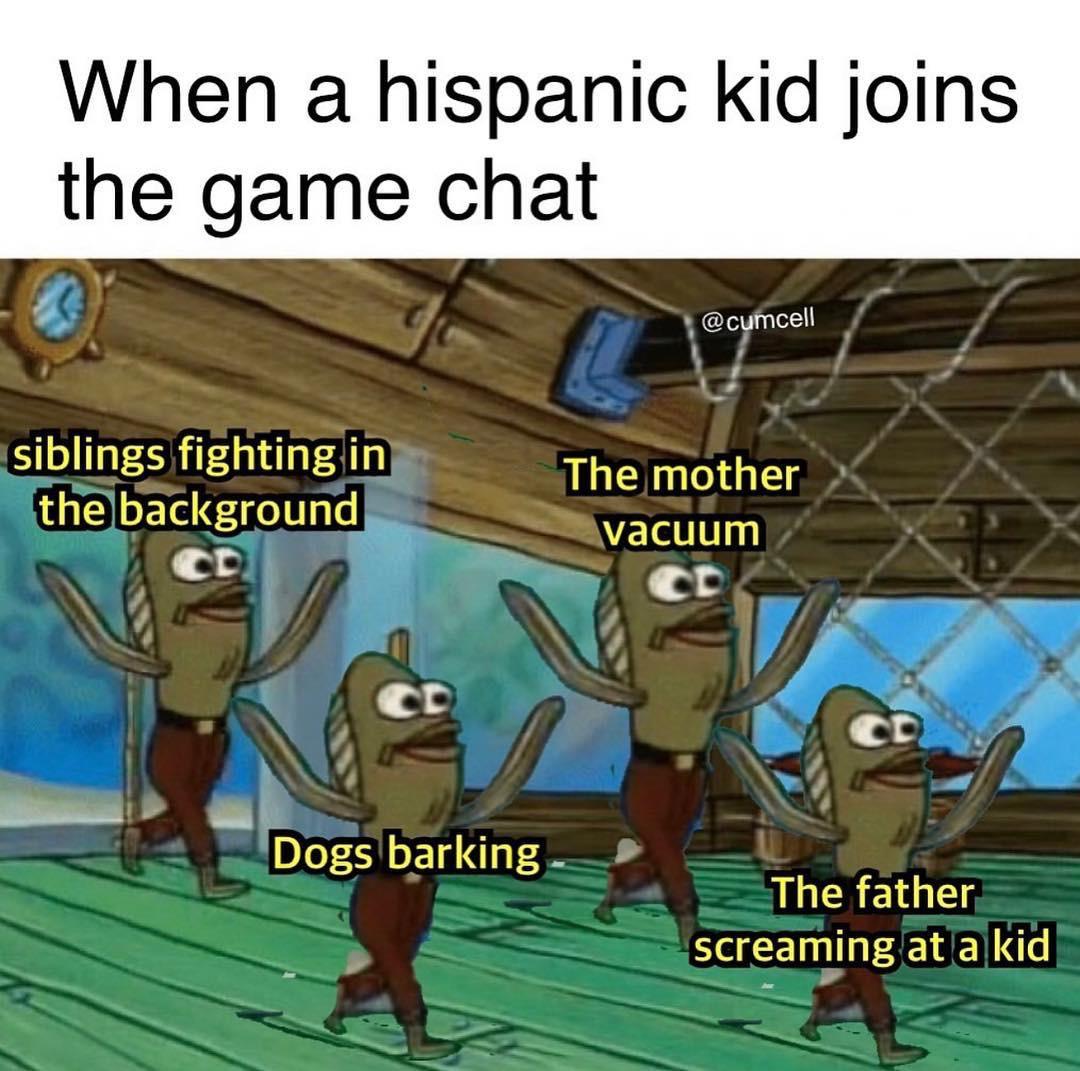 When a hispanic kid joins
the game chat
@cumcell
siblings fighting in
the background
The mother
vacuum
Dogs barking
The father
screaming at a kid